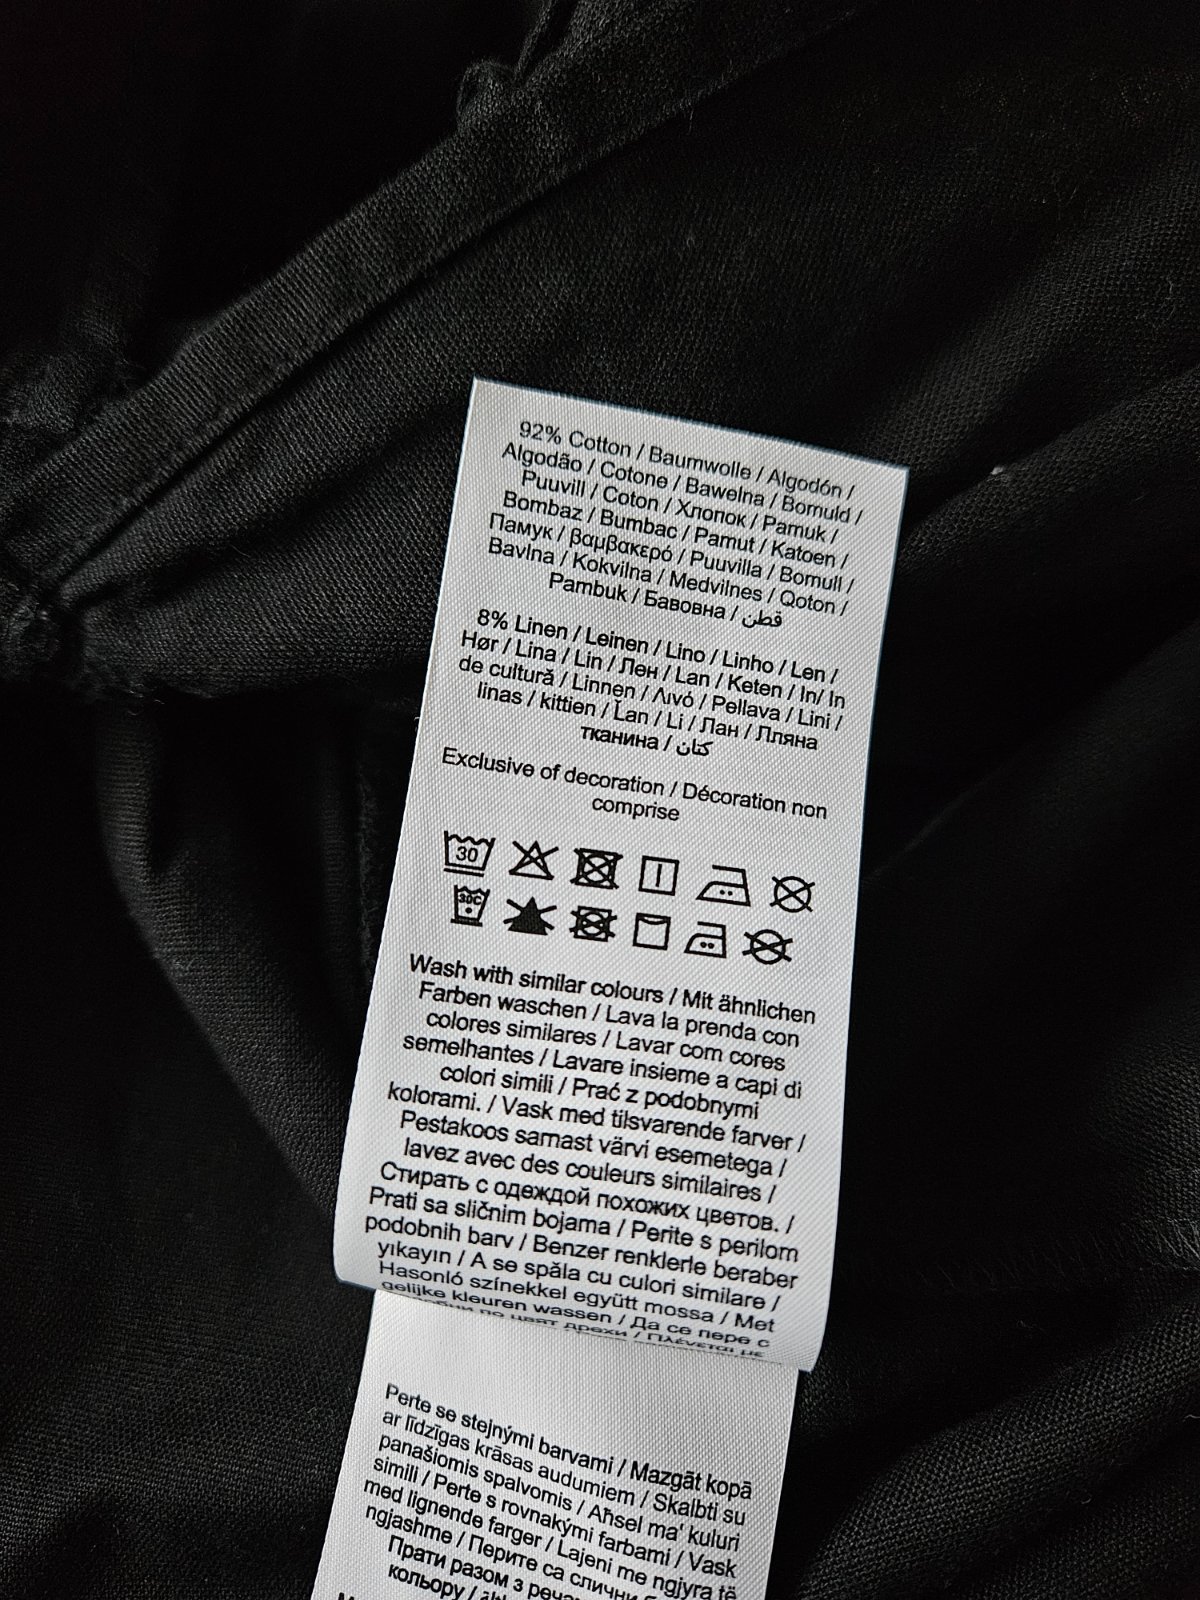 92% Cotton / Baumwolle / Algodón /
Algodão / Cotone / Bawełna / Bomuld /
Puuvill / Coton / Хлопок / Pamuk /
Bombaz / Bumbac / Pamut / Katoen /
Памук / βαμβακερό / Puuvilla / Bomull /
Bavlna / Kokvilna / Medvilnes / Qoton /
Pambuk / Бавовна / قطن
8% Linen / Leinen / Lino / Linho / Len /
Hør / Lina / Lin / Лен / Lan / Keten / In/ In
de cultură / Linnen / Λινό / Pellava / Lini /
linas / kittien / Ľan / Li / Лан / Лляна
тканина / كتان
Exclusive of decoration / Décoration non
comprise
30
30C
Wash with similar colours / Mit ähnlichen
Farben waschen / Lava la prenda con
colores similares / Lavar com cores
semelhantes / Lavare insieme a capi di
colori simili / Prać z podobnymi
kolorami. / Vask med tilsvarende farver /
Pestakoos samast värvi esemetega /
lavez avec des couleurs similaires /
Стирать с одеждой похожих цветов. /
Prati sa sličnim bojama / Perite s perilom
podobnih barv / Benzer renklerle beraber
yıkayın / A se spăla cu culori similare /
Hasonló színekkel együtt mossa / Met
gelijke kleuren wassen / Да се пере с
по цвят дрехи / Πλένεται με
Perte se stejnými barvami / Mazgāt kopā
ar līdzīgas krāsas audumiem / Skalbti su
panašiomis spalvomis / Aħsel ma' kuluri
simili / Perte s rovnakými farbami / Vask
med lignende farger / Lajeni me ngjyra të
ngjashme / Перите са слични
Прати разом з
кольору /